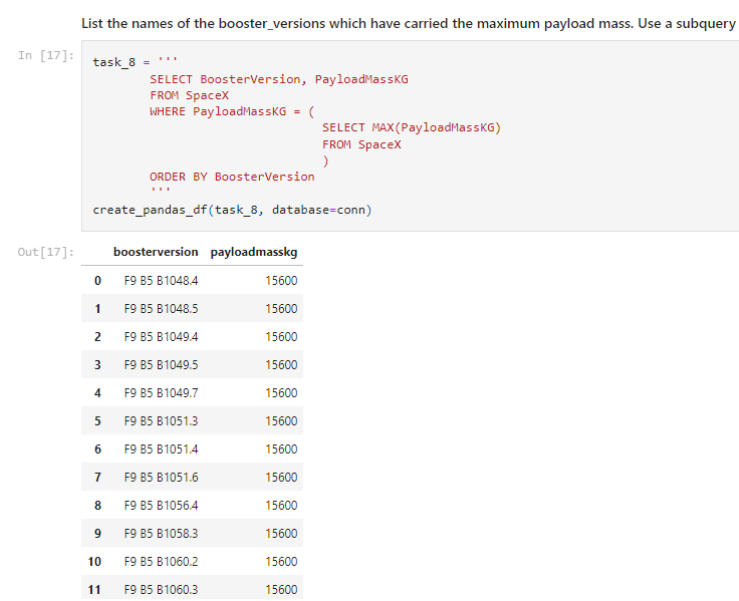 List the names of the booster_versions which have carried the maximum payload mass. Use a subquery
In [17]: task_8 = '''
SELECT BoosterVersion, PayloadMassKG
FROM SpaceX
WHERE PayloadMassKG = (
SELECT MAX(PayloadMassKG)
FROM SpaceX
)
ORDER BY BoosterVersion
'''
create_pandas_df(task_8, database=conn)
Out[17]: boosterversion payloadmasskg
0 F9 B5 B1048.4 15600
1 F9 B5 B1048.5 15600
2 F9 B5 B1049.4 15600
3 F9 B5 B1049.5 15600
4 F9 B5 B1049.7 15600
5 F9 B5 B1051.3 15600
6 F9 B5 B1051.4 15600
7 F9 B5 B1051.6 15600
8 F9 B5 B1056.4 15600
9 F9 B5 B1058.3 15600
10 F9 B5 B1060.2 15600
11 F9 B5 B1060.3 15600